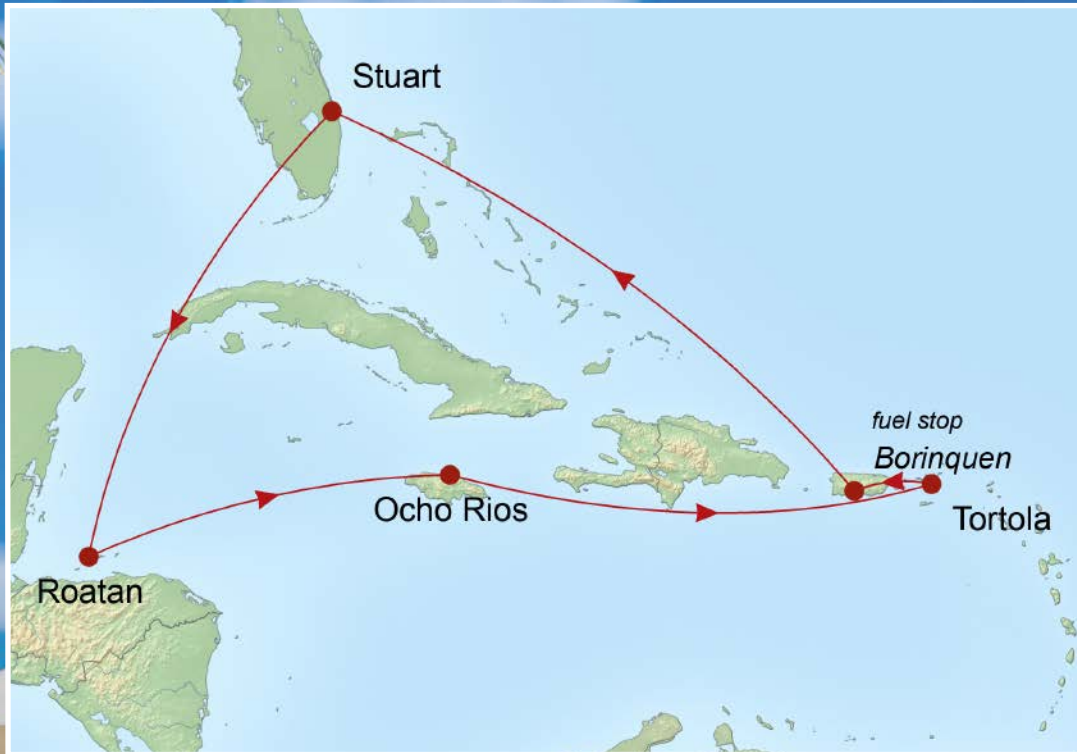 Stuart
fuel stop
Borinquen
Ocho Rios
Tortola
Roatan